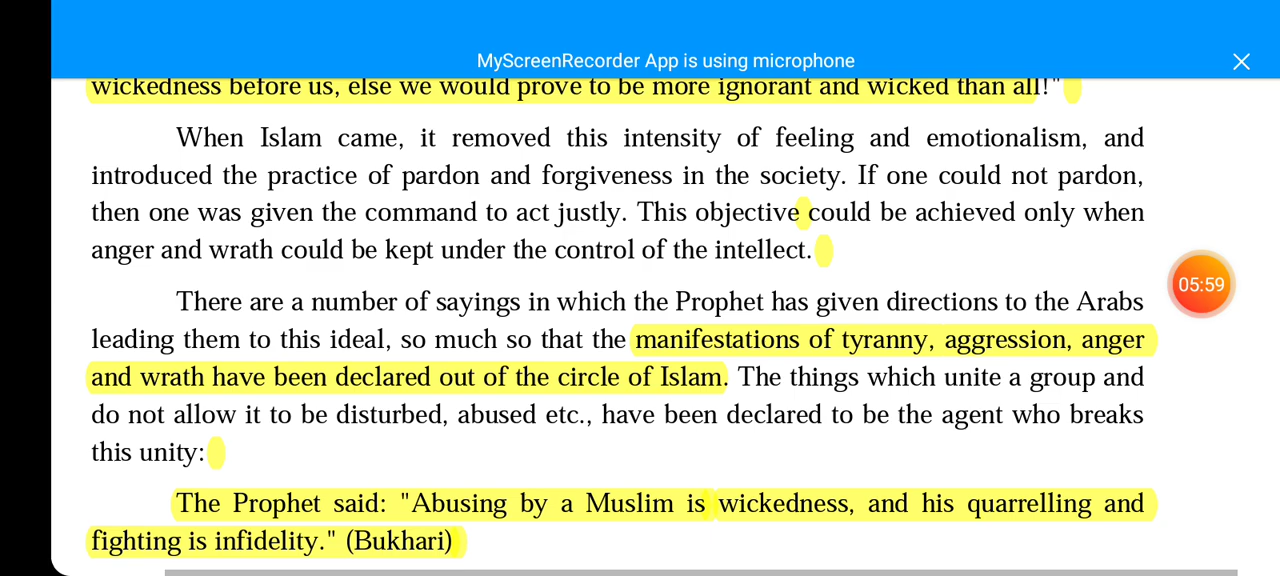 MyScreenRecorder App is using microphone
wickedness before us, else we would prove to be more ignorant and wicked than all!"
When Islam came, it removed this intensity of feeling and emotionalism, and
introduced the practice of pardon and forgiveness in the society. If one could not pardon,
then one was given the command to act justly. This objective could be achieved only when
anger and wrath could be kept under the control of the intellect.
There are a number of sayings in which the Prophet has given directions to the Arabs
05:59
leading them to this ideal, so much so that the manifestations of tyranny, aggression, anger
and wrath have been declared out of the circle of Islam. The things which unite a group and
do not allow it to be disturbed, abused etc., have been declared to be the agent who breaks
this unity:
The Prophet said: "Abusing by a Muslim is wickedness, and his quarrelling and
fighting is infidelity." (Bukhari)